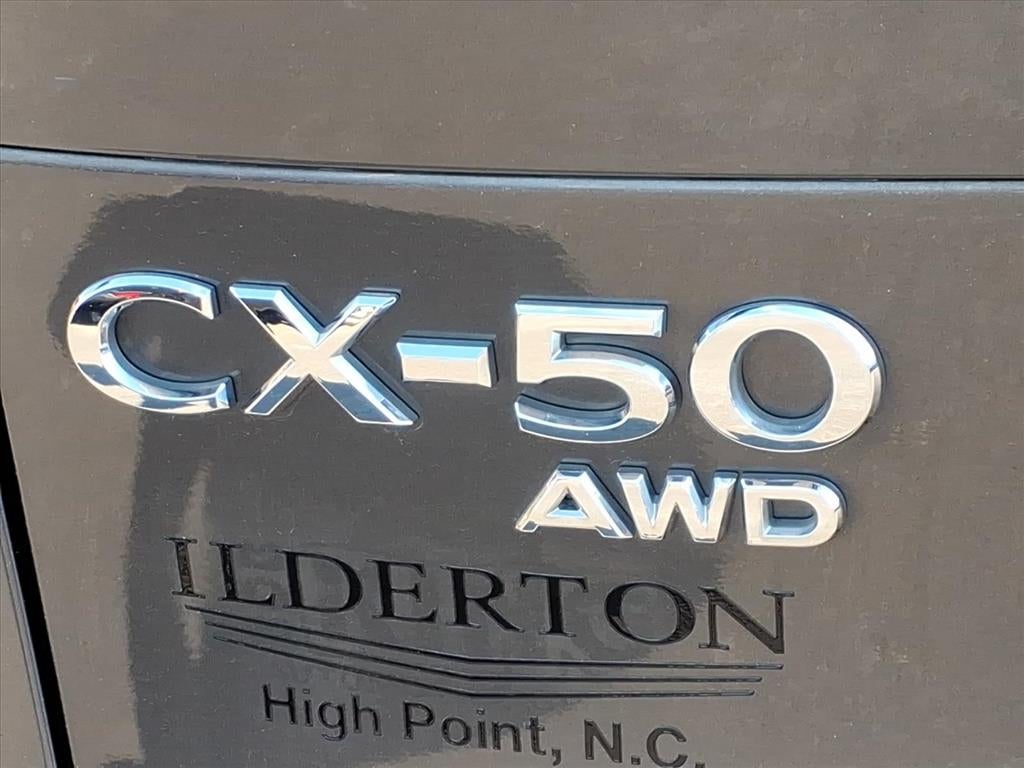 CX-50
AWD
ILDERTON
High Point, N.C.